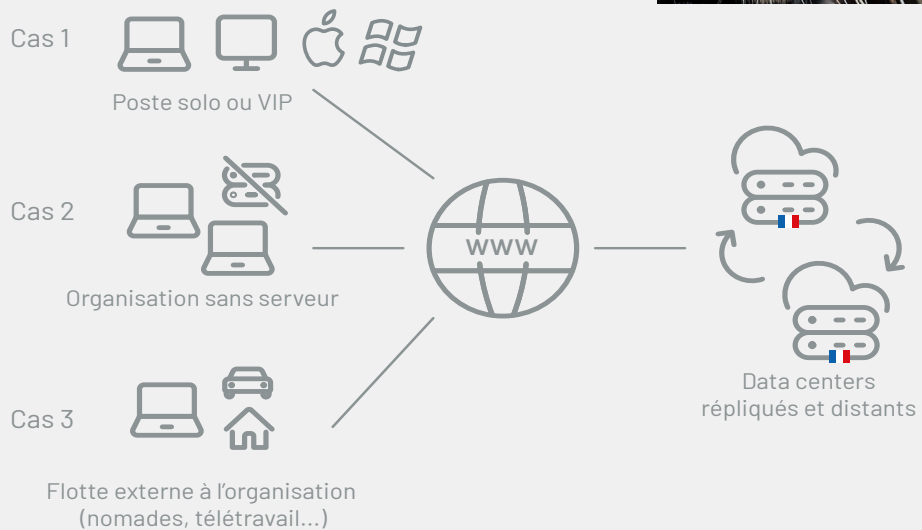 Cas 1
Poste solo ou VIP
Cas 2
Organisation sans serveur
www
Data centers
répliqués et distants
Cas 3
Flotte externe à l'organisation
(nomades, télétravail...)